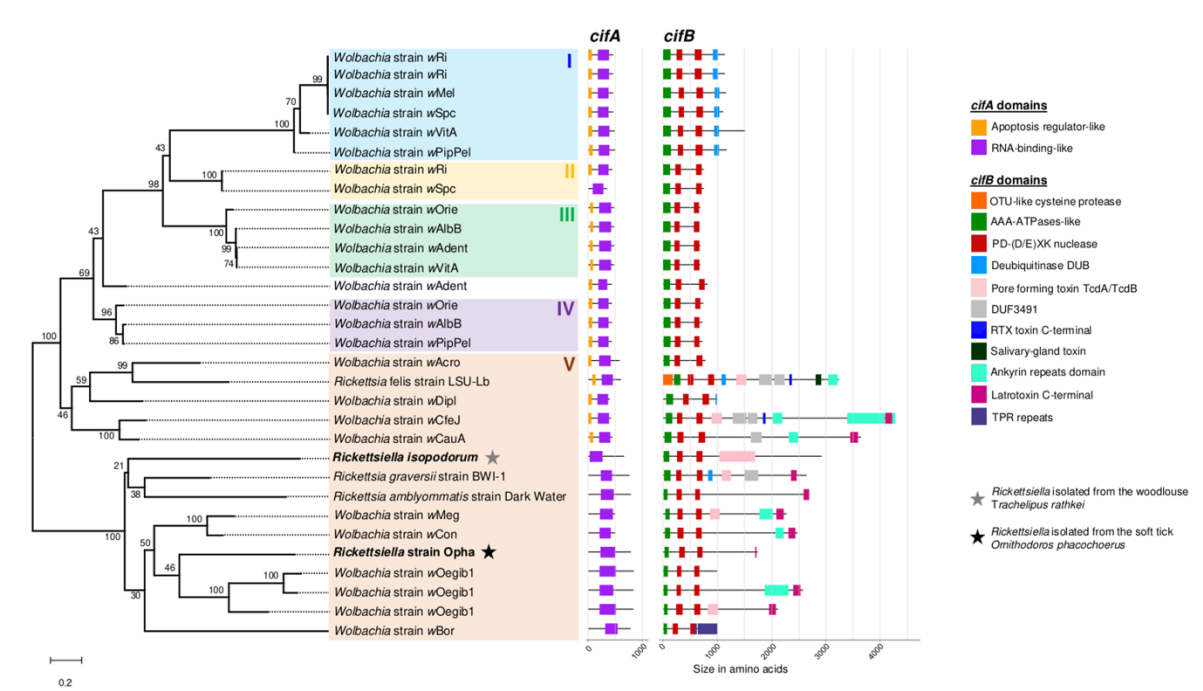 cifA cifB
Wolbachia strain wRi I
Wolbachia strain wRi
Wolbachia strain wMel
Wolbachia strain wSpc
Wolbachia strain wVitA
Wolbachia strain wPipPel
Wolbachia strain wRi II
Wolbachia strain wSpc
Wolbachia strain wOrie III
Wolbachia strain wAlbB
Wolbachia strain wAdent
Wolbachia strain wVitA
Wolbachia strain wAdent
Wolbachia strain wOrie IV
Wolbachia strain wAlbB
Wolbachia strain wPipPel
Wolbachia strain wAcro V
Rickettsia felis strain LSU-Lb
Wolbachia strain wDipl
Wolbachia strain wCfeJ
Wolbachia strain wCauA
Rickettsiella isopodorum
Rickettsia graversii strain BWI-1
Rickettsia amblyommatis strain Dark Water
Wolbachia strain wMeg
Wolbachia strain wCon
Rickettsiella strain Opha
Wolbachia strain wOegib1
Wolbachia strain wOegib1
Wolbachia strain wOegib1
Wolbachia strain wBor
99
70
100
43
100
98
100
99
74
43
69
96
86
100
99
59
46
100
21
38
100
100
50
46
100
100
30
0.2
0 1000 0 1000 2000 3000 4000
Size in amino acids
cifA domains
Apoptosis regulator-like
RNA-binding-like
cifB domains
OTU-like cysteine protease
AAA-ATPases-like
PD-(D/E)XK nuclease
Deubiquitinase DUB
Pore forming toxin TcdA/TcdB
DUF3491
RTX toxin C-terminal
Salivary-gland toxin
Ankyrin repeats domain
Latrotoxin C-terminal
TPR repeats
Rickettsiella isolated from the woodlouse
Trachelipus rathkei
Rickettsiella isolated from the soft tick
Ornithodoros phacochoerus